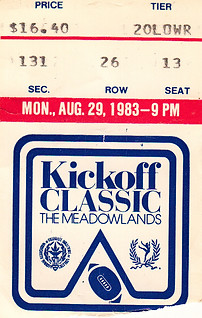 PRICE TIER
$16.40 20LOWR
131 26 13
SEC. ROW SEAT
MON., AUG. 29, 1983—9 PM
Kickoff
CLASSIC
THE MEADOWLANDS